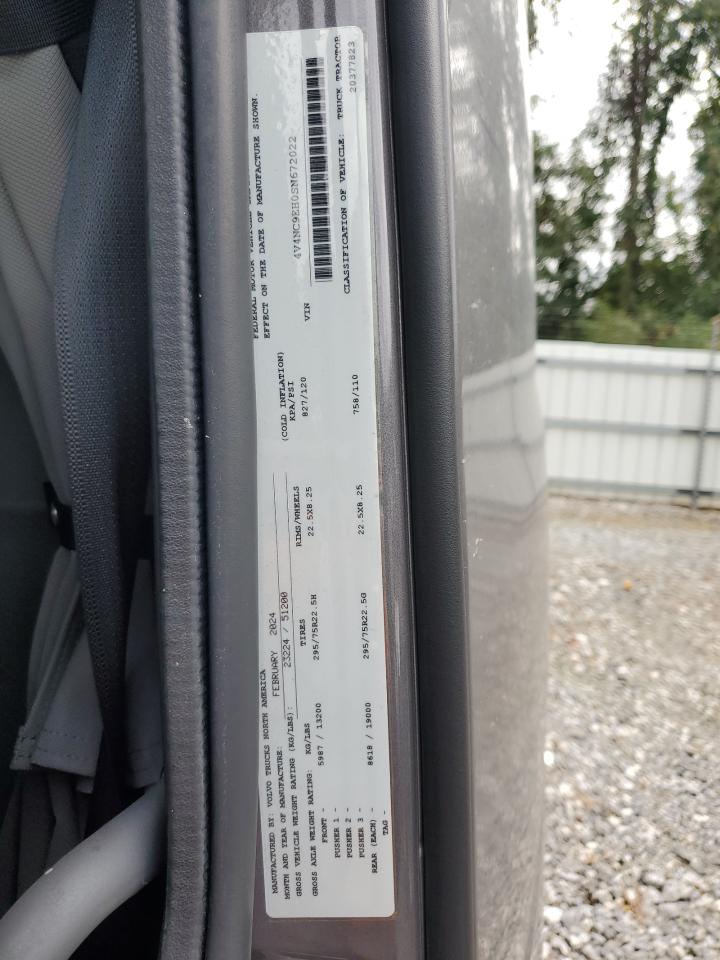 MANUFACTURED BY: VOLVO TRUCKS NORTH AMERICA
MONTH AND YEAR OF MANUFACTURE: FEBRUARY 2024
GROSS VEHICLE WEIGHT RATING (KG/LBS): 23224 / 51200
GROSS AXLE WEIGHT RATING: KG/LBS TIRES RIMS/WHEELS (COLD INFLATION) KPA/PSI
FRONT - 5987 / 13200 295/75R22.5H 22.5X8.25 827/120
PUSHER 1 -
PUSHER 2 -
PUSHER 3 -
REAR (EACH) - 8618 / 19000 295/75R22.5G 22.5X8.25 758/110
TAG -
FEDERAL MOTOR VEHICLE
EFFECT ON THE DATE OF MANUFACTURE SHOWN.
VIN 4V4NC9EH0SN672022
CLASSIFICATION OF VEHICLE: TRUCK TRACTOR
20377823